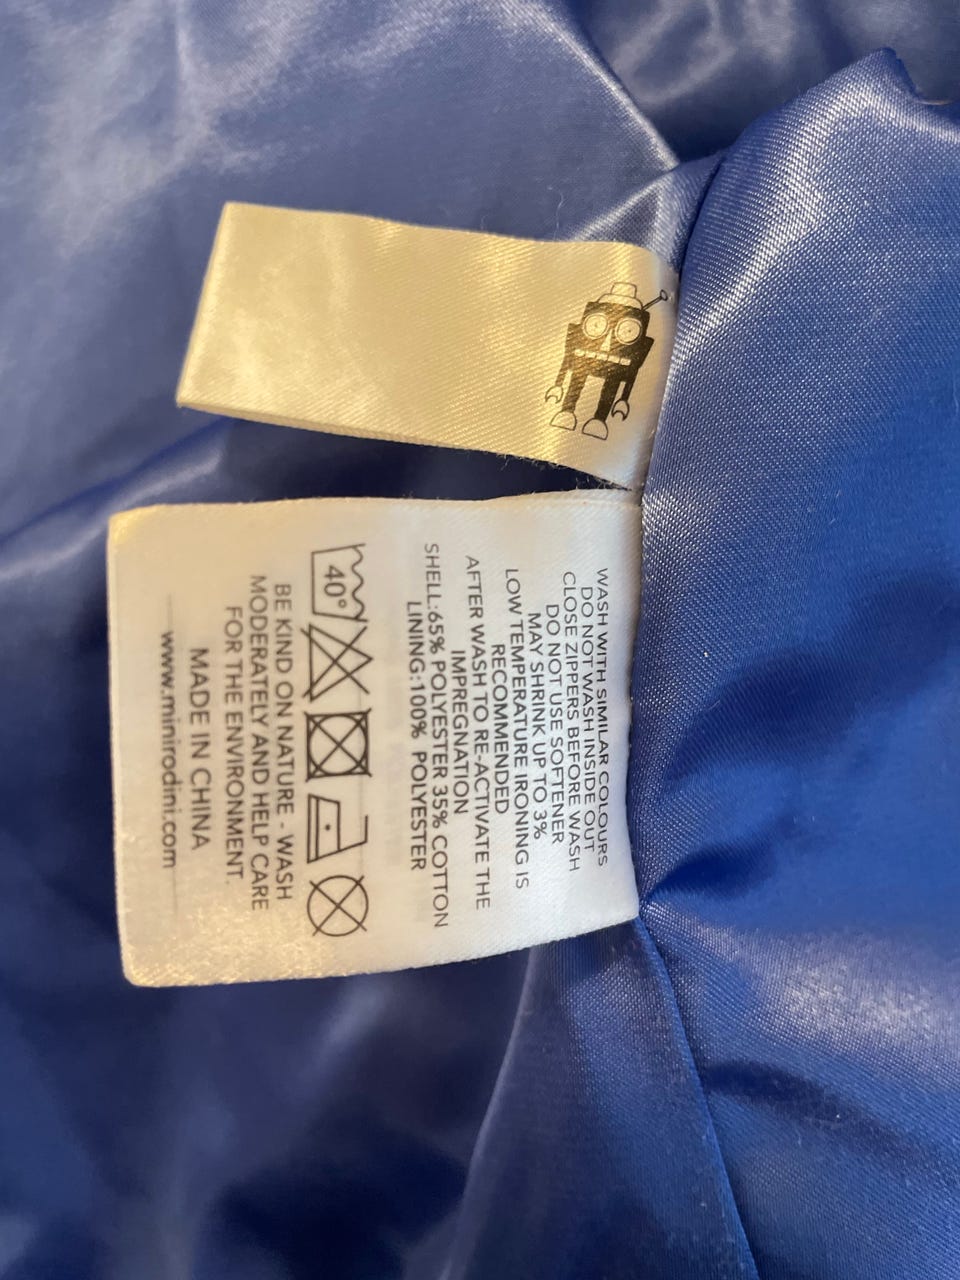 WASH WITH SIMILAR COLOURS
DO NOT WASH INSIDE OUT
CLOSE ZIPPERS BEFORE WASH
DO NOT USE SOFTENER
MAY SHRINK UP TO 3%
LOW TEMPERATURE IRONING IS
RECOMMENDED
AFTER WASH TO RE-ACTIVATE THE
IMPREGNATION
SHELL:65% POLYESTER 35% COTTON
LINING:100% POLYESTER
40°
BE KIND ON NATURE - WASH
MODERATELY AND HELP CARE
FOR THE ENVIRONMENT.
MADE IN CHINA
www.minirodini.com